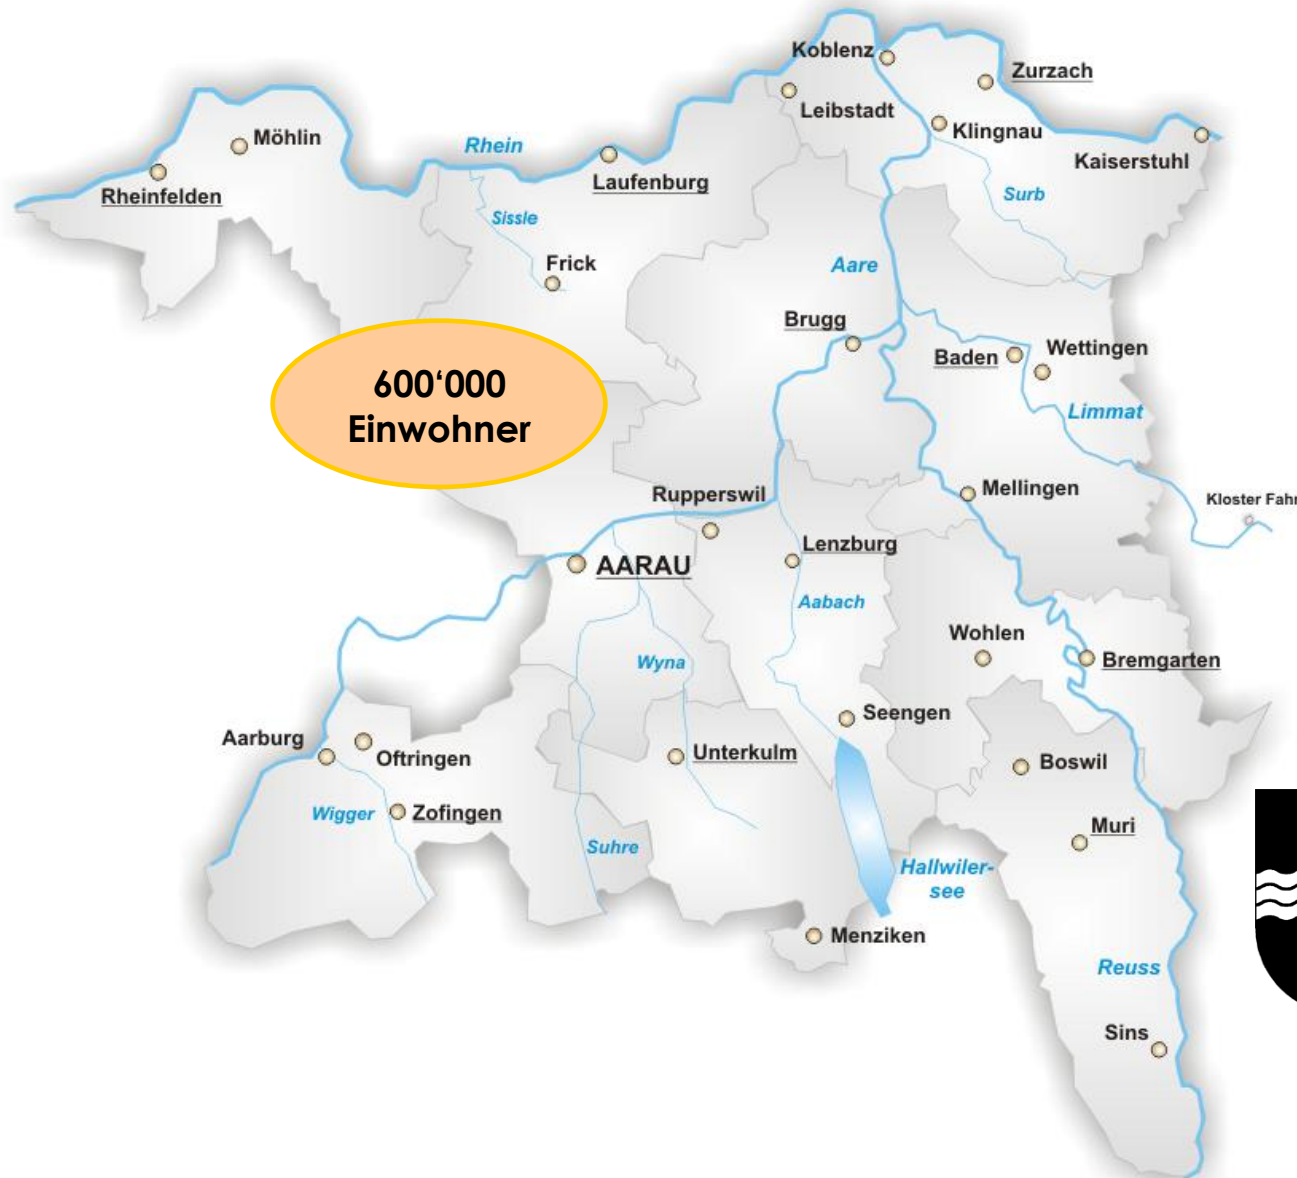 Koblenz
Zurzach
Leibstadt
Klingnau
Möhlin
Rhein
Kaiserstuhl
Laufenburg
Rheinfelden
Surb
Sissle
Frick
Aare
Brugg
Wettingen
Baden
600‘000
Einwohner
Limmat
Mellingen
Rupperswil
Kloster Fahr
Lenzburg
AARAU
Aabach
Wohlen
Wyna
Bremgarten
Seengen
Aarburg
Oftringen
Unterkulm
Boswil
Wigger
Zofingen
Muri
Suhre
Hallwiler-
see
Menziken
Reuss
Sins